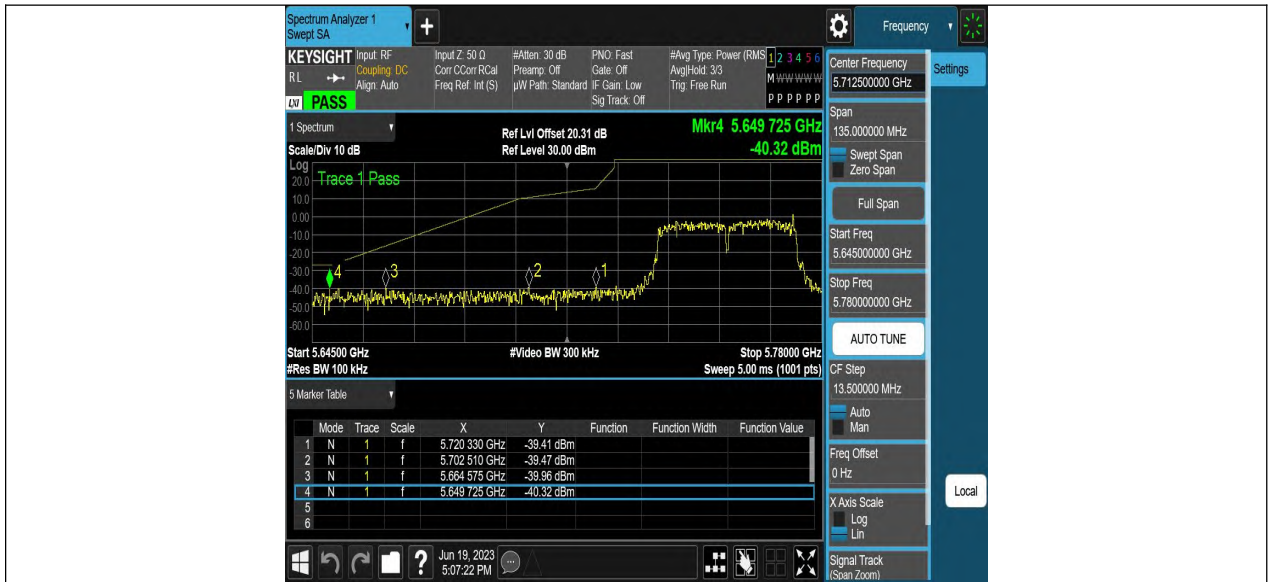 Spectrum Analyzer 1
Swept SA
+
Frequency
KEYSIGHT
RL
LXI PASS
Input: RF
Coupling: DC
Align: Auto
Input Z: 50 Ω
Corr CCorr RCal
Freq Ref: Int (S)
#Atten: 30 dB
Preamp: Off
µW Path: Standard
PNO: Fast
Gate: Off
IF Gain: Low
Sig Track: Off
#Avg Type: Power (RMS
Avg|Hold: 3/3
Trig: Free Run
1 2 3 4 5 6
M W W W W W
P P P P P P
1 Spectrum
Scale/Div 10 dB
Ref Lvl Offset 20.31 dB
Ref Level 30.00 dBm
Mkr4 5.649 725 GHz
-40.32 dBm
Log
Trace 1 Pass
20.0
10.0
0.00
-10.0
-20.0
-30.0
-40.0
-50.0
-60.0
4
3
2
1
Start 5.64500 GHz
#Res BW 100 kHz
#Video BW 300 kHz
Stop 5.78000 GHz
Sweep 5.00 ms (1001 pts)
5 Marker Table
Mode Trace Scale X Y Function Function Width Function Value
1 N 1 f 5.720 330 GHz -39.41 dBm
2 N 1 f 5.702 510 GHz -39.47 dBm
3 N 1 f 5.664 575 GHz -39.96 dBm
4 N 1 f 5.649 725 GHz -40.32 dBm
5
6
?
Jun 19, 2023
5:07:22 PM
Center Frequency
5.712500000 GHz
Settings
Span
135.000000 MHz
Swept Span
Zero Span
Full Span
Start Freq
5.645000000 GHz
Stop Freq
5.780000000 GHz
AUTO TUNE
CF Step
13.500000 MHz
Auto
Man
Freq Offset
0 Hz
X Axis Scale
Log
Lin
Local
Signal Track
(Span Zoom)